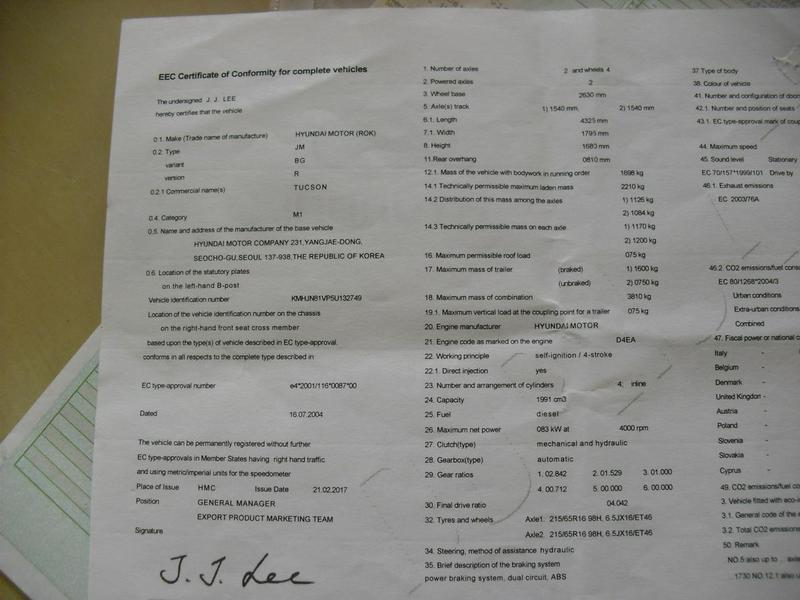 EEC Certificate of Conformity for complete vehicles
The undersigned J. J. LEE
hereby certifies that the vehicle
0.1. Make (Trade name of manufacture) HYUNDAI MOTOR (ROK)
0.2. Type JM
variant BG
version R
0.2.1 Commercial name(s) TUCSON
0.4. Category M1
0.5. Name and address of the manufacturer of the base vehicle
HYUNDAI MOTOR COMPANY 231,YANGJAE-DONG,
SEOCHO-GU,SEOUL 137-938,THE REPUBLIC OF KOREA
0.6. Location of the statutory plates
on the left-hand B-post
Vehicle identification number KMHJN81VP5U132749
Location of the vehicle identification number on the chassis
on the right-hand front seat cross member
based upon the type(s) of vehicle described in EC type-approval.
conforms in all respects to the complete type described in
EC type-approval number e4*2001/116*0087*00
Dated 16.07.2004
The vehicle can be permanently registered without further
EC type-approvals in Member States having right hand traffic
and using metric/imperial units for the speedometer
Place of Issue HMC Issue Date 21.02.2017
Position GENERAL MANAGER
EXPORT PRODUCT MARKETING TEAM
Signature
J. J. Lee
1. Number of axles 2 and wheels 4
2. Powered axles 2
3. Wheel base 2630 mm
5. Axle(s) track 1) 1540 mm, 2) 1540 mm
6.1. Length 4325 mm
7.1. Width 1795 mm
8. Height 1680 mm
11.Rear overhang 0810 mm
12.1. Mass of the vehicle with bodywork in running order 1698 kg
14.1 Technically permissible maximum laden mass 2210 kg
14.2 Distribution of this mass among the axles 1) 1126 kg
2) 1084 kg
14.3 Technically permissible mass on each axle 1) 1170 kg
2) 1200 kg
16. Maximum permissible roof load 075 kg
17. Maximum mass of trailer (braked) 1) 1600 kg
(unbraked) 2) 0750 kg
18. Maximum mass of combination 3810 kg
19.1. Maximum vertical load at the coupling point for a trailer 075 kg
20. Engine manufacturer HYUNDAI MOTOR
21. Engine code as marked on the engine D4EA
22. Working principle self-ignition / 4-stroke
22.1. Direct injection yes
23. Number and arrangement of cylinders 4; inline
24. Capacity 1991 cm3
25. Fuel diesel
26. Maximum net power 083 kW at 4000 rpm
27. Clutch(type) mechanical and hydraulic
28. Gearbox(type) automatic
29. Gear ratios 1. 02.842 2. 01.529 3. 01.000
4. 00.712 5. 00.000 6. 00.000
30. Final drive ratio 04.042
32. Tyres and wheels Axle1. 215/65R16 98H, 6.5JX16/ET46
Axle2. 215/65R16 98H, 6.5JX16/ET46
34. Steering, method of assistance hydraulic
35. Brief description of the braking system
power braking system, dual circuit, ABS
37 Type of body
38. Colour of vehicle
41. Number and configuration of door
42.1. Number and position of seats
43.1. EC type-approval mark of coup
44. Maximum speed
45. Sound level Stationary
EC 70/157*1999/101 Drive by
46.1. Exhaust emissions
EC 2003/76A
46.2. CO2 emissions/fuel cons
EC 80/1268*2004/3
Urban conditions
Extra-urban conditions
Combined
47. Fiscal power or national c
Italy -
Belgium -
Denmark -
United Kingdom -
Austria -
Poland -
Slovenia -
Slovakia -
Cyprus -
49. CO2 emissions/fuel co
3. Vehicle fitted with eco-i
3.1. General code of the
3.2. Total CO2 emission
50. Remark
NO.5 also up to .. axle
1730 NO.12.1 also u